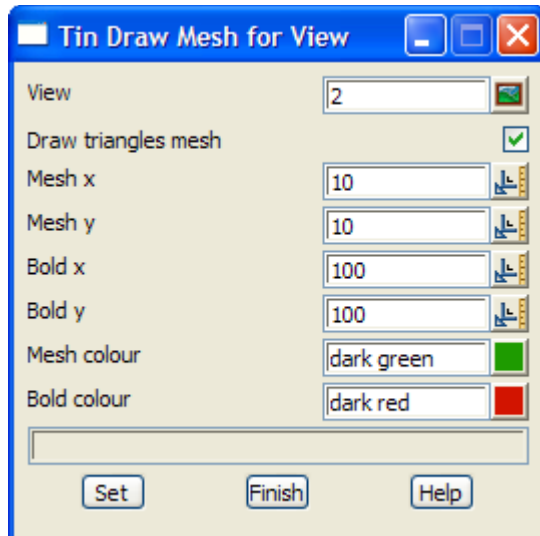 Tin Draw Mesh for View
View 2
Draw triangles mesh
Mesh x 10
Mesh y 10
Bold x 100
Bold y 100
Mesh colour dark green
Bold colour dark red
Set Finish Help